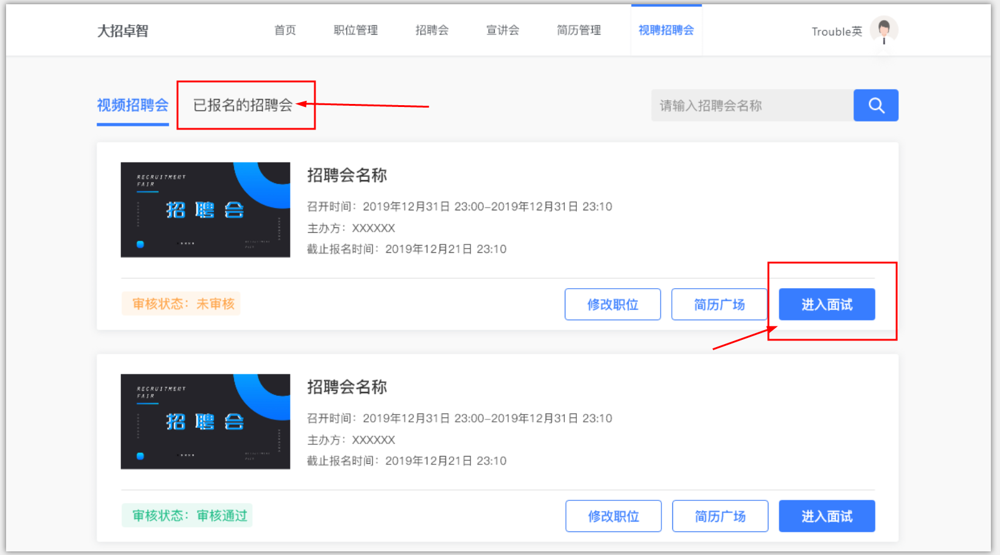 大招卓智
首页
职位管理
招聘会
宣讲会
简历管理
视聘招聘会
Trouble英
视频招聘会
已报名的招聘会
请输入招聘会名称
RECRUITMENT
FAIR
招聘会
招聘会名称
召开时间：2019年12月31日 23:00-2019年12月31日 23:10
主办方：XXXXXX
截止报名时间：2019年12月21日 23:10
审核状态：未审核
修改职位
简历广场
进入面试
RECRUITMENT
FAIR
招聘会
招聘会名称
召开时间：2019年12月31日 23:00-2019年12月31日 23:10
主办方：XXXXXX
截止报名时间：2019年12月21日 23:10
审核状态：审核通过
修改职位
简历广场
进入面试